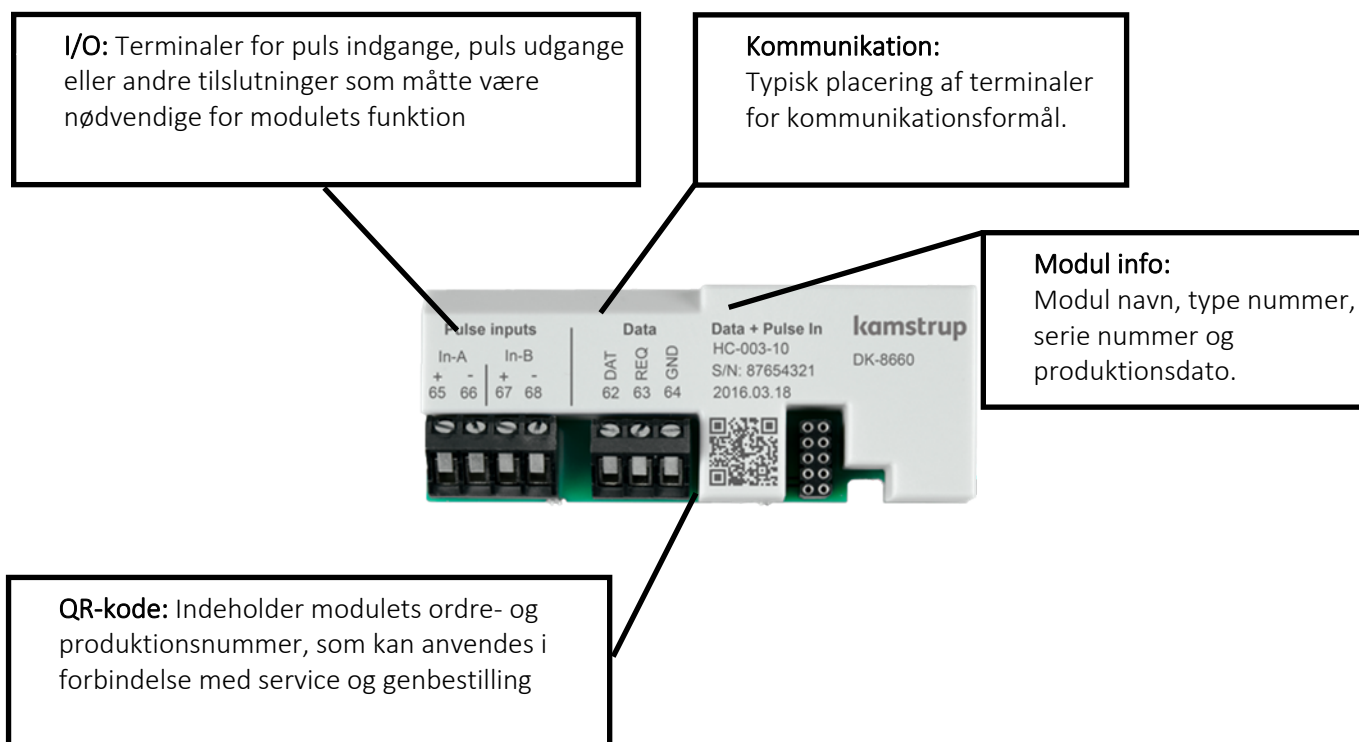 I/O: Terminaler for puls indgange, puls udgange
eller andre tilslutninger som måtte være
nødvendige for modulets funktion
Kommunikation:
Typisk placering af terminaler
for kommunikationsformål.
Modul info:
Modul navn, type nummer,
serie nummer og
produktionsdato.
Pulse inputs
In-A In-B
+ - + -
65 66 67 68
Data
DAT REQ GND
62 63 64
Data + Pulse In
HC-003-10
S/N: 87654321
2016.03.18
kamstrup
DK-8660
QR-kode: Indeholder modulets ordre- og
produktionsnummer, som kan anvendes i
forbindelse med service og genbestilling